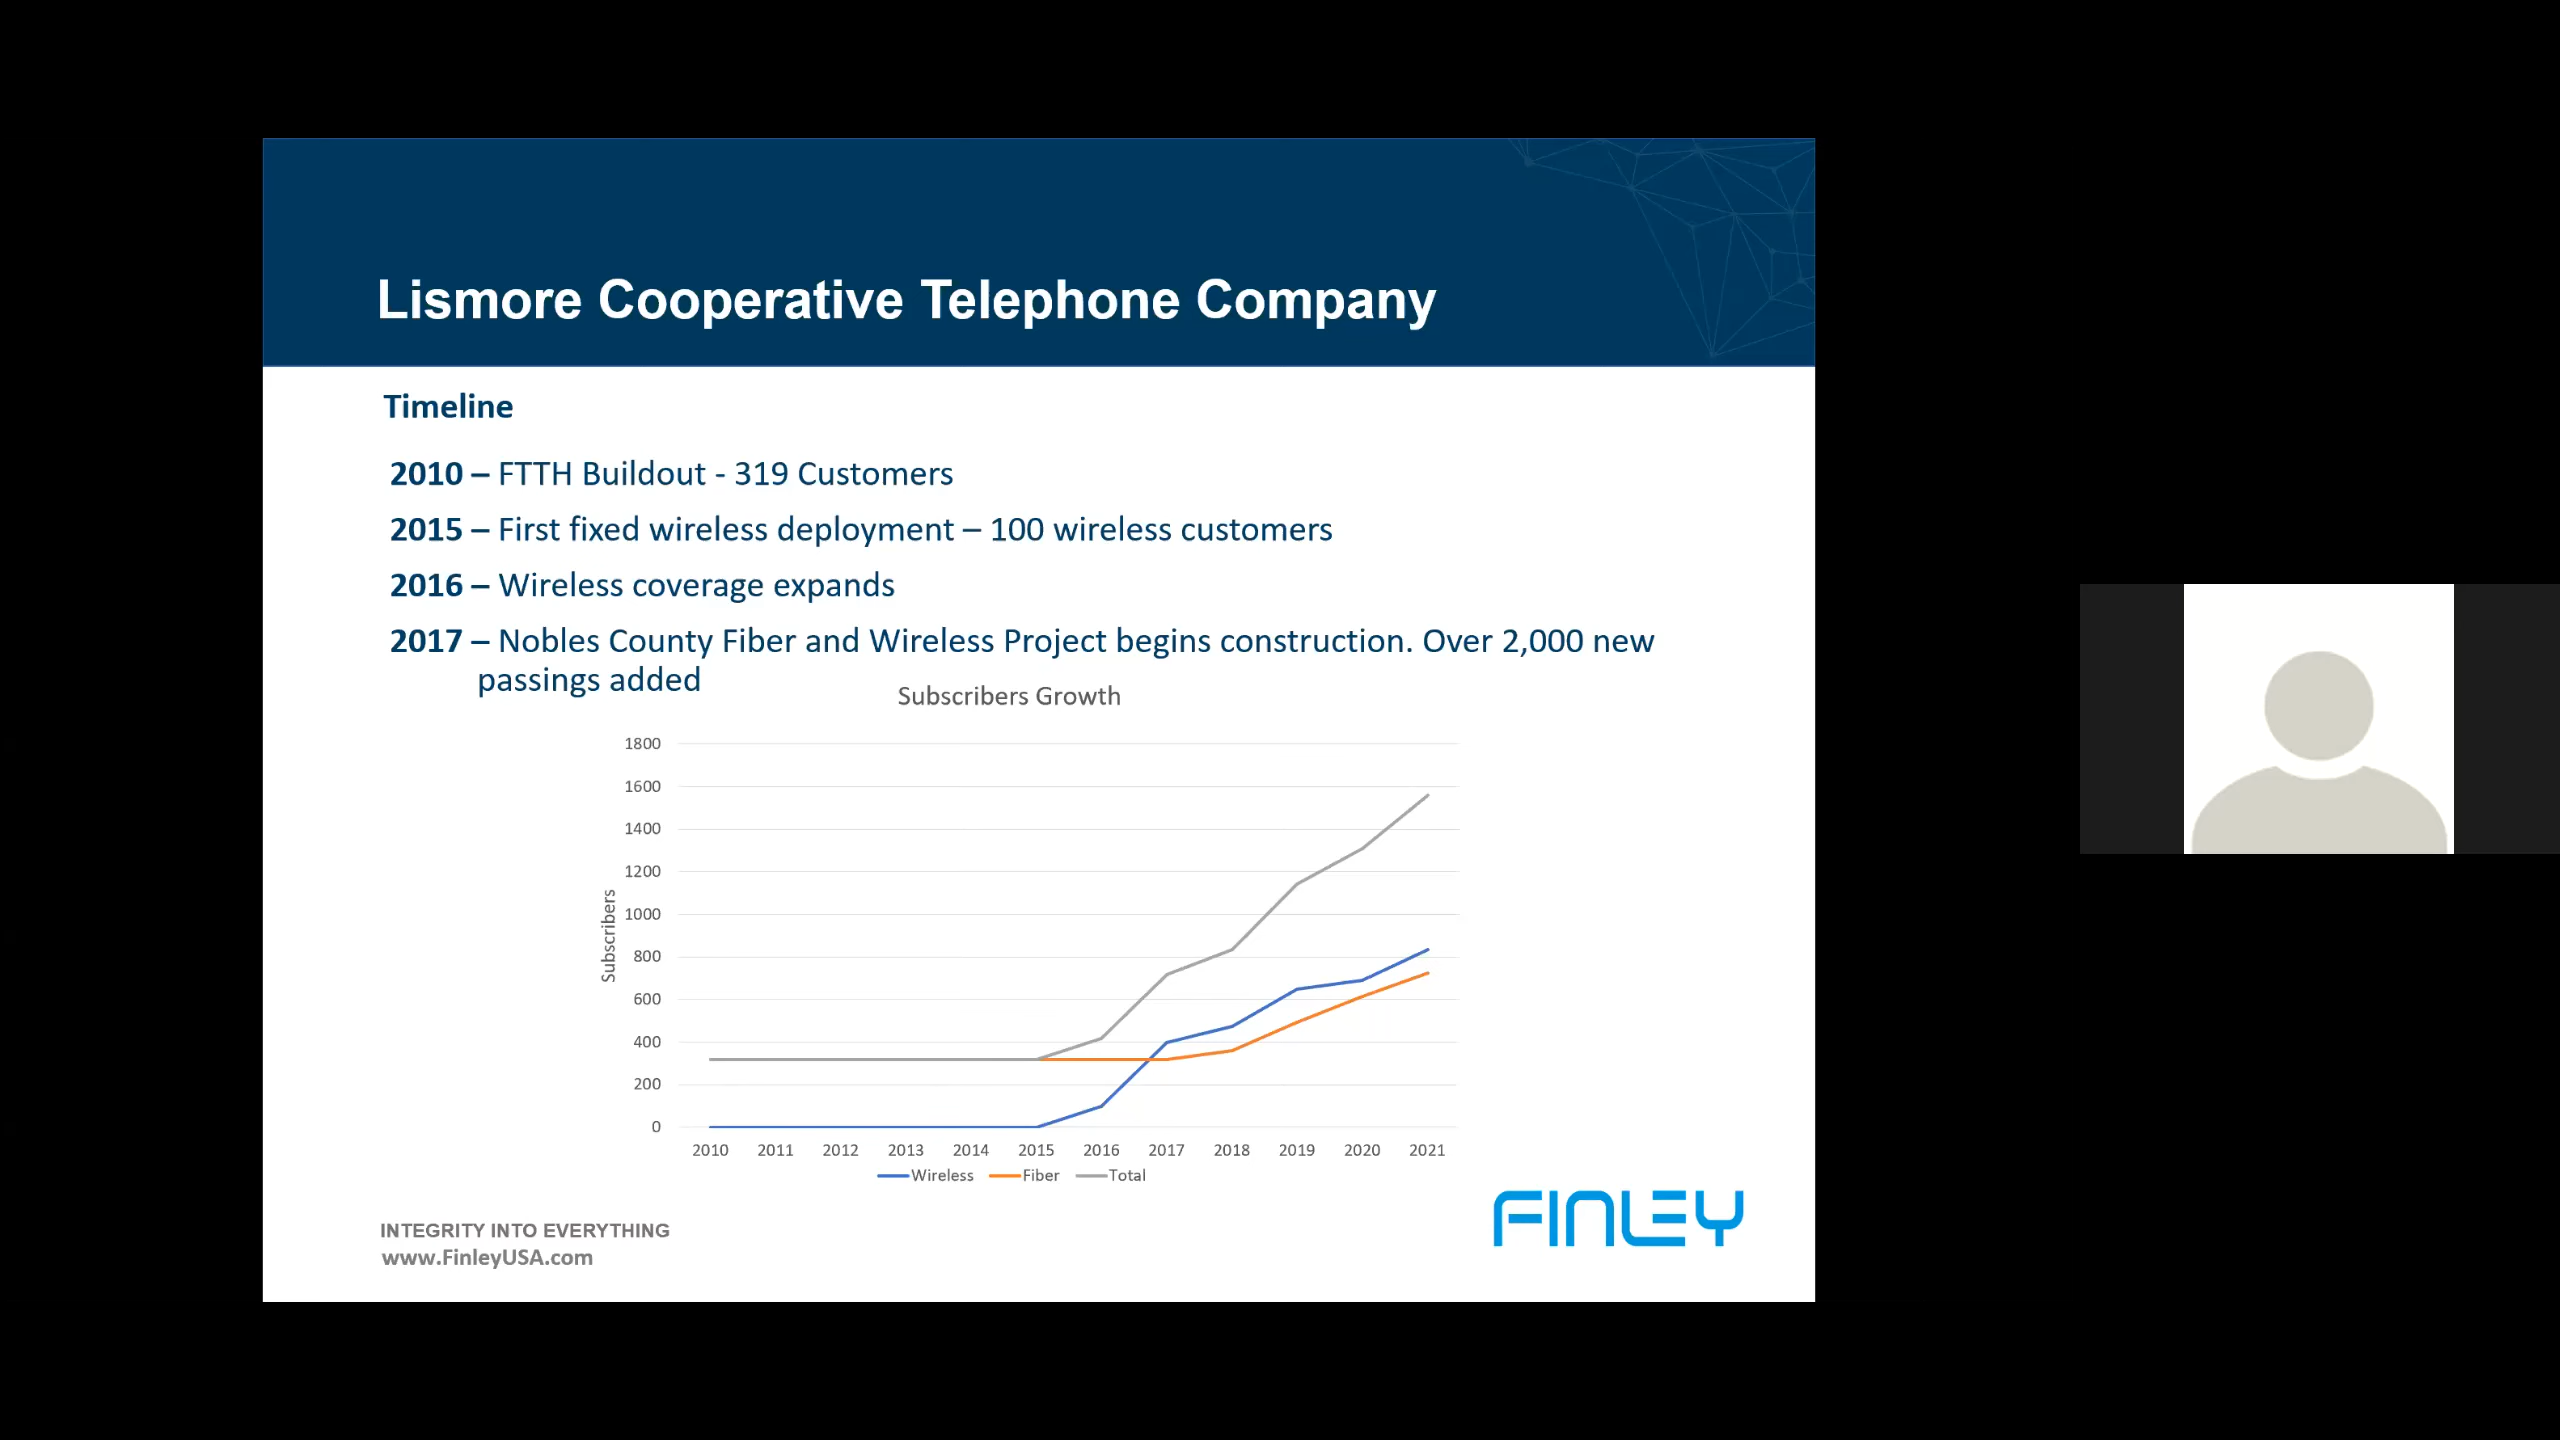 Lismore Cooperative Telephone Company
Timeline
2010 – FTTH Buildout - 319 Customers
2015 – First fixed wireless deployment – 100 wireless customers
2016 – Wireless coverage expands
2017 – Nobles County Fiber and Wireless Project begins construction. Over 2,000 new
passings added
Subscribers Growth
Subscribers
1800
1600
1400
1200
1000
800
600
400
200
0
2010 2011 2012 2013 2014 2015 2016 2017 2018 2019 2020 2021
Wireless Fiber Total
INTEGRITY INTO EVERYTHING
www.FinleyUSA.com
FINLEY